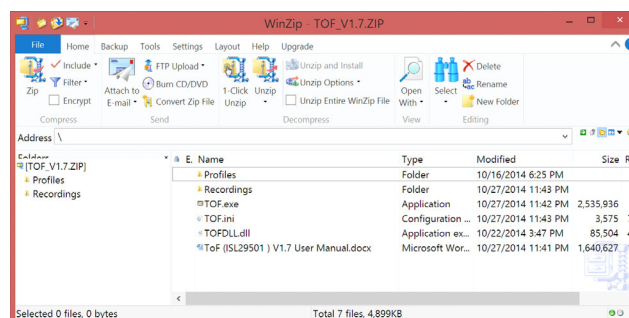 WinZip - TOF_V1.7.ZIP
File Home Backup Tools Settings Layout Help Upgrade
Zip
Include
Filter
Encrypt
Compress
Attach to E-mail
FTP Upload
Burn CD/DVD
Convert Zip File
Send
1-Click Unzip
Unzip
Unzip and Install
Unzip Options
Unzip Entire WinZip File
Decompress
Open With
View
Select
Delete
Rename
New Folder
Editing
Address \
Folders
[TOF_V1.7.ZIP]
Profiles
Recordings
E. Name Type Modified Size
Profiles Folder 10/16/2014 6:25 PM
Recordings Folder 10/27/2014 11:43 PM
TOF.exe Application 10/27/2014 11:42 PM 2,535,936
TOF.ini Configuration ... 10/27/2014 11:43 PM 3,575
TOFDLL.dll Application ex... 10/22/2014 3:47 PM 85,504
ToF (ISL29501 ) V1.7 User Manual.docx Microsoft Wor... 10/27/2014 11:41 PM 1,640,627
Selected 0 files, 0 bytes Total 7 files, 4,899KB